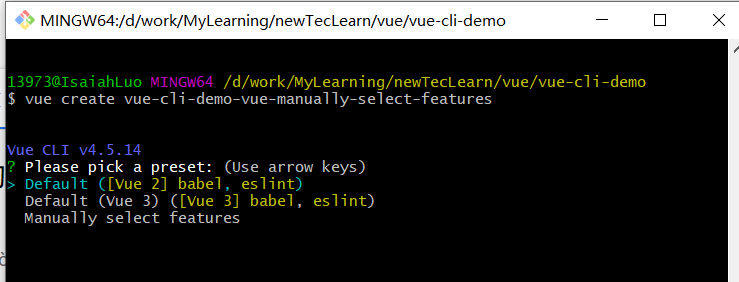 MINGW64:/d/work/MyLearning/newTecLearn/vue/vue-cli-demo
13973@IsaiahLuo MINGW64 /d/work/MyLearning/newTecLearn/vue/vue-cli-demo
$ vue create vue-cli-demo-vue-manually-select-features
Vue CLI v4.5.14
? Please pick a preset: (Use arrow keys)
> Default ([Vue 2] babel, eslint)
Default (Vue 3) ([Vue 3] babel, eslint)
Manually select features